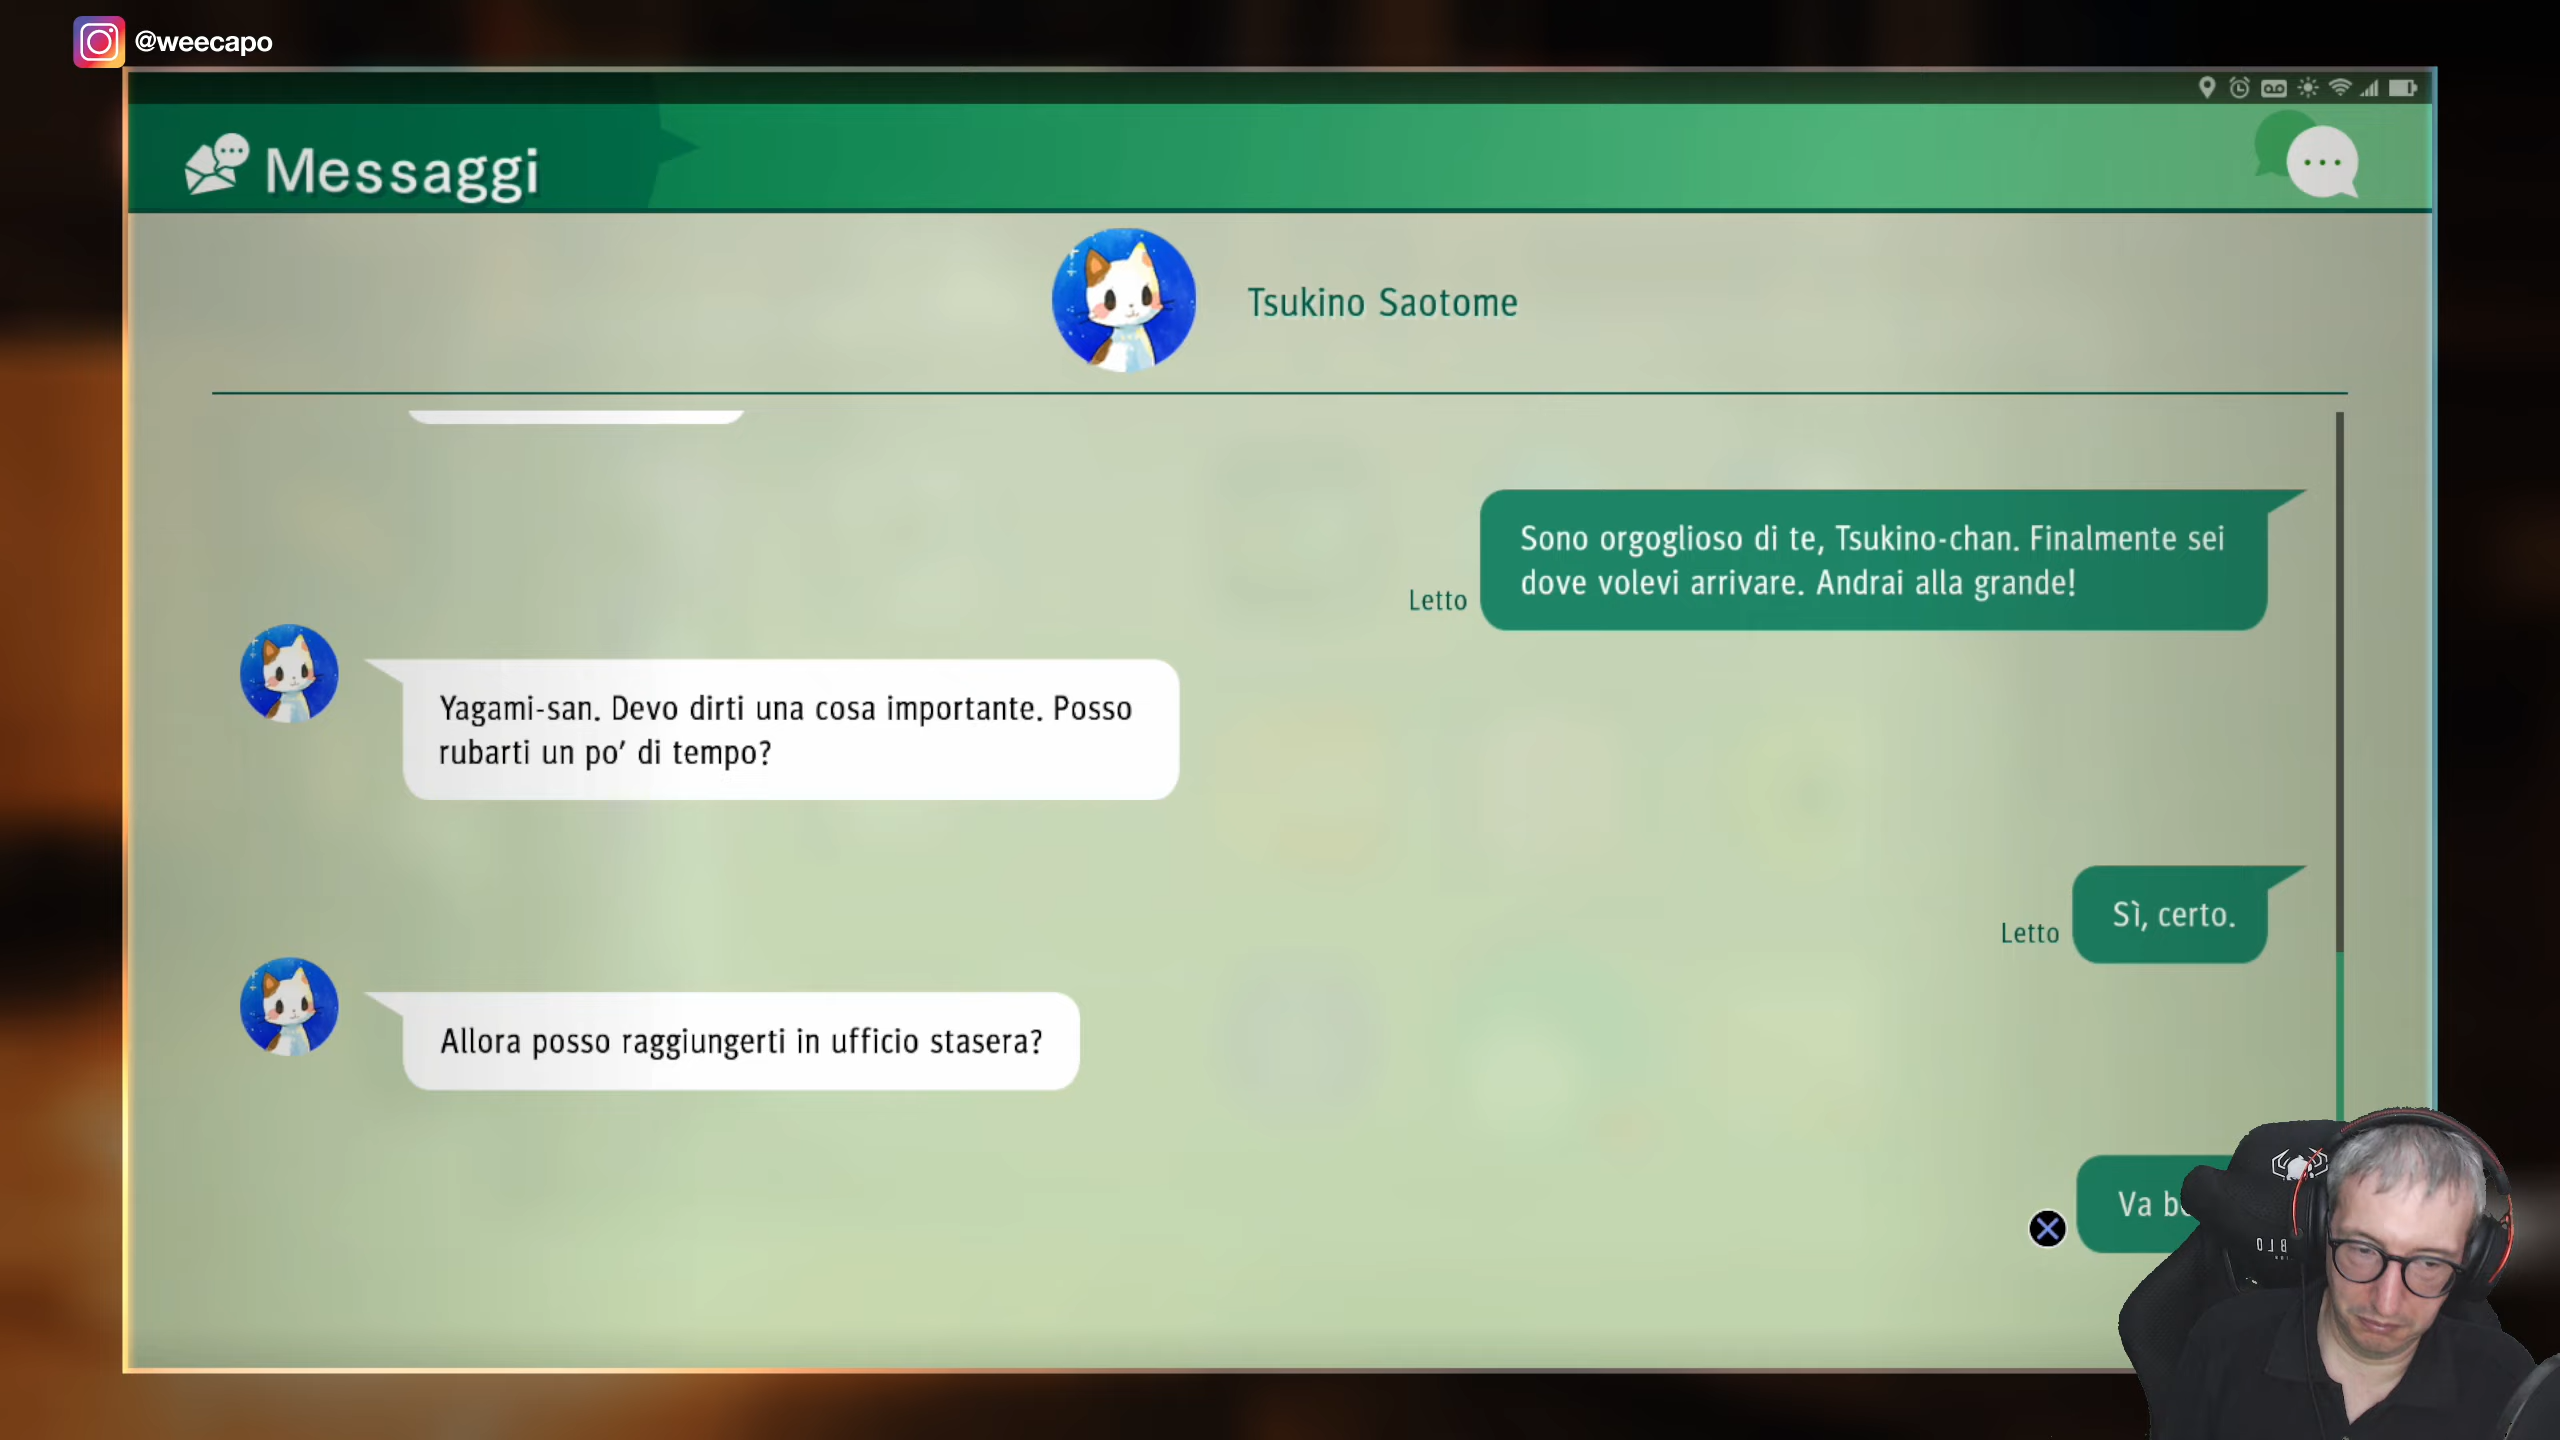 @weecapo
Messaggi
Tsukino Saotome
Sono orgoglioso di te, Tsukino-chan. Finalmente sei
dove volevi arrivare. Andrai alla grande!
Letto
Yagami-san. Devo dirti una cosa importante. Posso
rubarti un po’ di tempo?
Sì, certo.
Letto
Allora posso raggiungerti in ufficio stasera?
Va